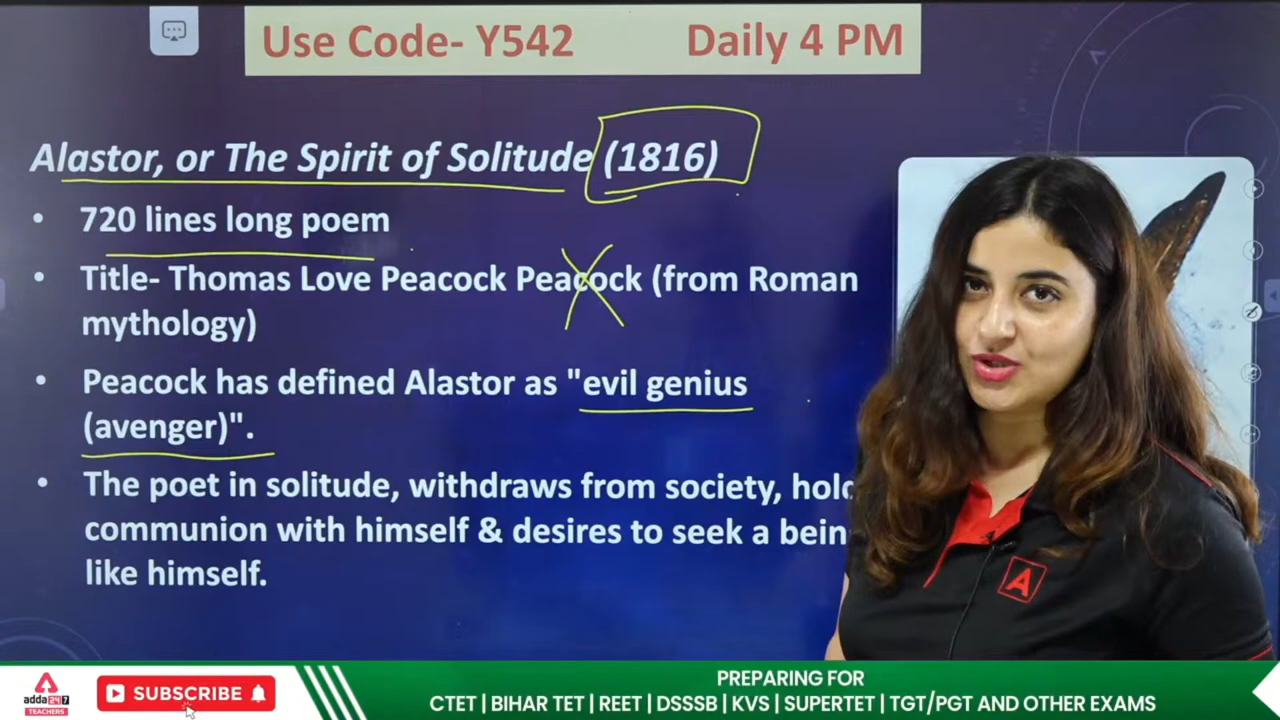 Use Code- Y542 Daily 4 PM
Alastor, or The Spirit of Solitude (1816)
• 720 lines long poem
• Title- Thomas Love Peacock Peacock (from Roman
mythology)
• Peacock has defined Alastor as "evil genius
(avenger)".
• The poet in solitude, withdraws from society, hold
communion with himself & desires to seek a bein
like himself.
A
adda247
TEACHERS
SUBSCRIBE
PREPARING FOR
CTET | BIHAR TET | REET | DSSSB | KVS | SUPERTET | TGT/PGT AND OTHER EXAMS